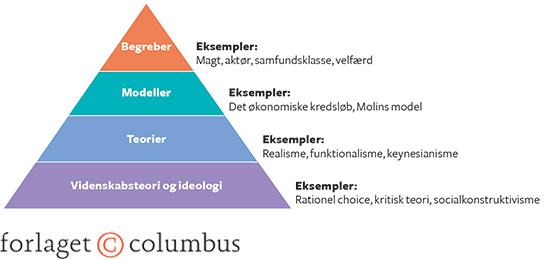 Begreber
Eksempler:
Magt, aktør, samfundsklasse, velfærd
Modeller
Eksempler:
Det økonomiske kredsløb, Molins model
Teorier
Eksempler:
Realisme, funktionalisme, keynesianisme
Videnskabsteori og ideologi
Eksempler:
Rationel choice, kritisk teori, socialkonstruktivisme
forlaget © columbus